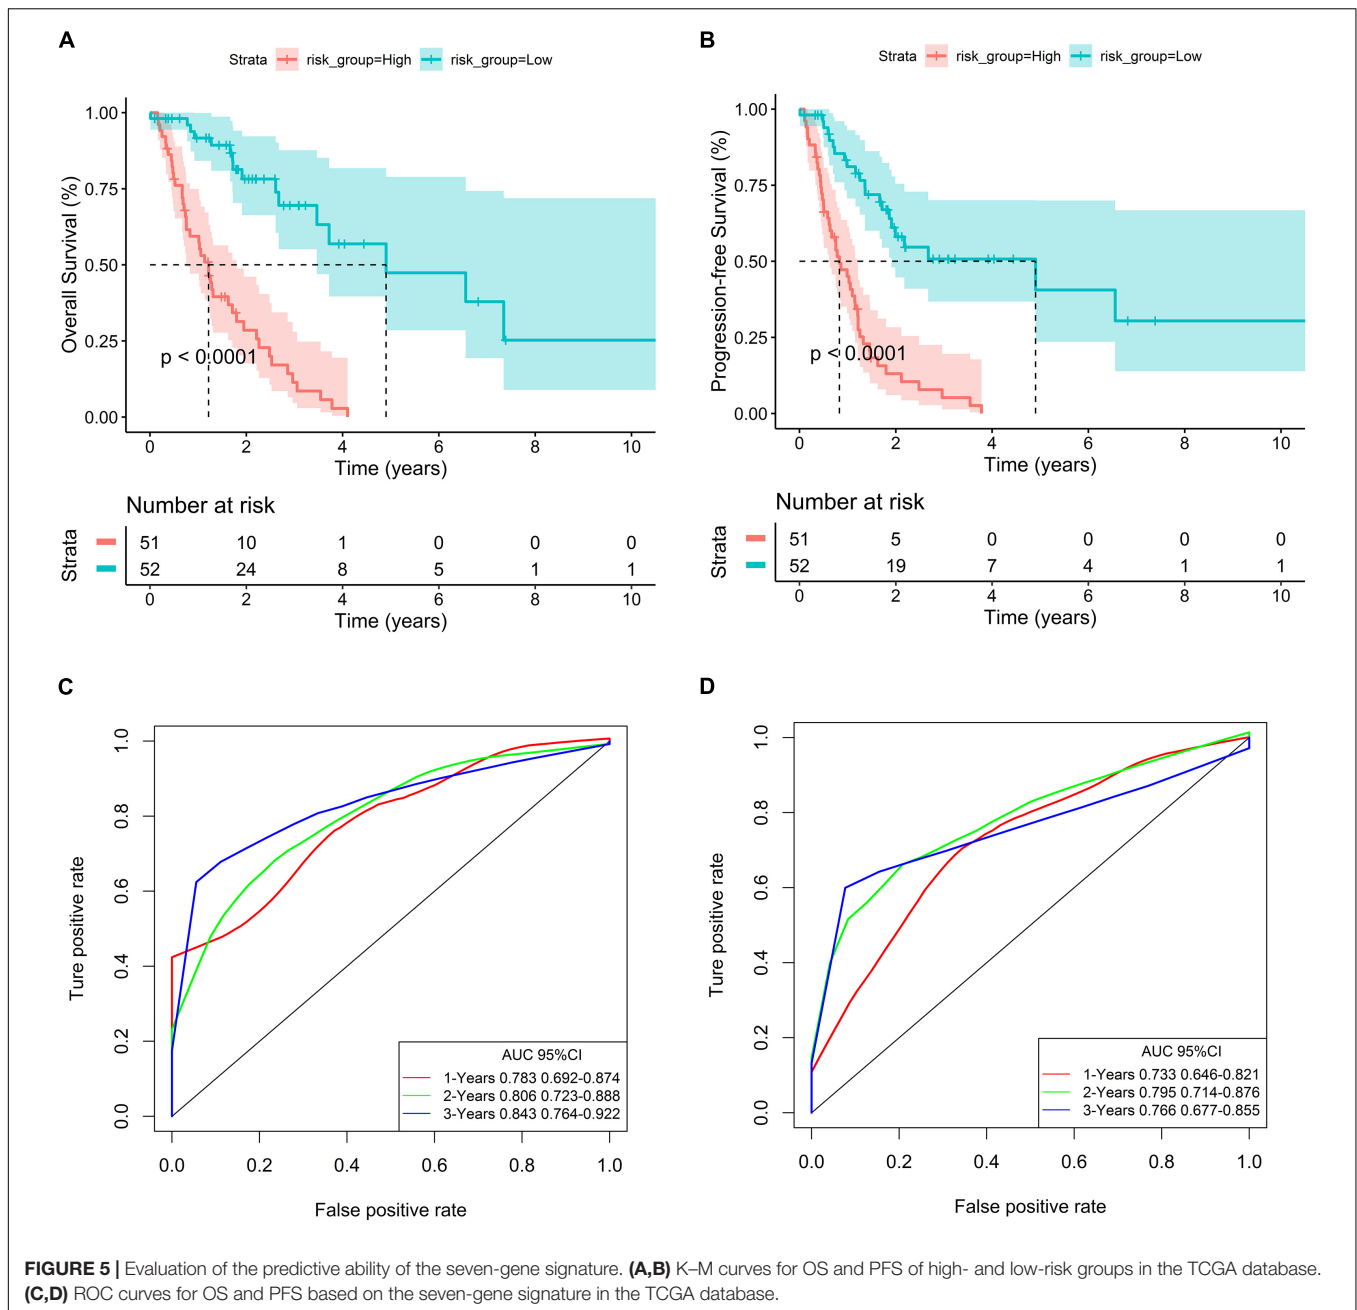 A
Strata risk_group=High risk_group=Low
Overall Survival (%)
1.00
0.75
0.50
0.25
0.00
p < 0.0001
0 2 4 6 8 10
Time (years)
Number at risk
Strata
51 10 1 0 0 0
52 24 8 5 1 1
0 2 4 6 8 10
Time (years)
B
Strata risk_group=High risk_group=Low
Progression-free Survival (%)
1.00
0.75
0.50
0.25
0.00
p < 0.0001
0 2 4 6 8 10
Time (years)
Number at risk
Strata
51 5 0 0 0 0
52 19 7 4 1 1
0 2 4 6 8 10
Time (years)
C
Ture positive rate
1.0
0.8
0.6
0.4
0.2
0.0
AUC 95%CI
1-Years 0.783 0.692-0.874
2-Years 0.806 0.723-0.888
3-Years 0.843 0.764-0.922
0.0 0.2 0.4 0.6 0.8 1.0
False positive rate
D
Ture positive rate
1.0
0.8
0.6
0.4
0.2
0.0
AUC 95%CI
1-Years 0.733 0.646-0.821
2-Years 0.795 0.714-0.876
3-Years 0.766 0.677-0.855
0.0 0.2 0.4 0.6 0.8 1.0
False positive rate
FIGURE 5 | Evaluation of the predictive ability of the seven-gene signature. (A,B) K–M curves for OS and PFS of high- and low-risk groups in the TCGA database.
(C,D) ROC curves for OS and PFS based on the seven-gene signature in the TCGA database.